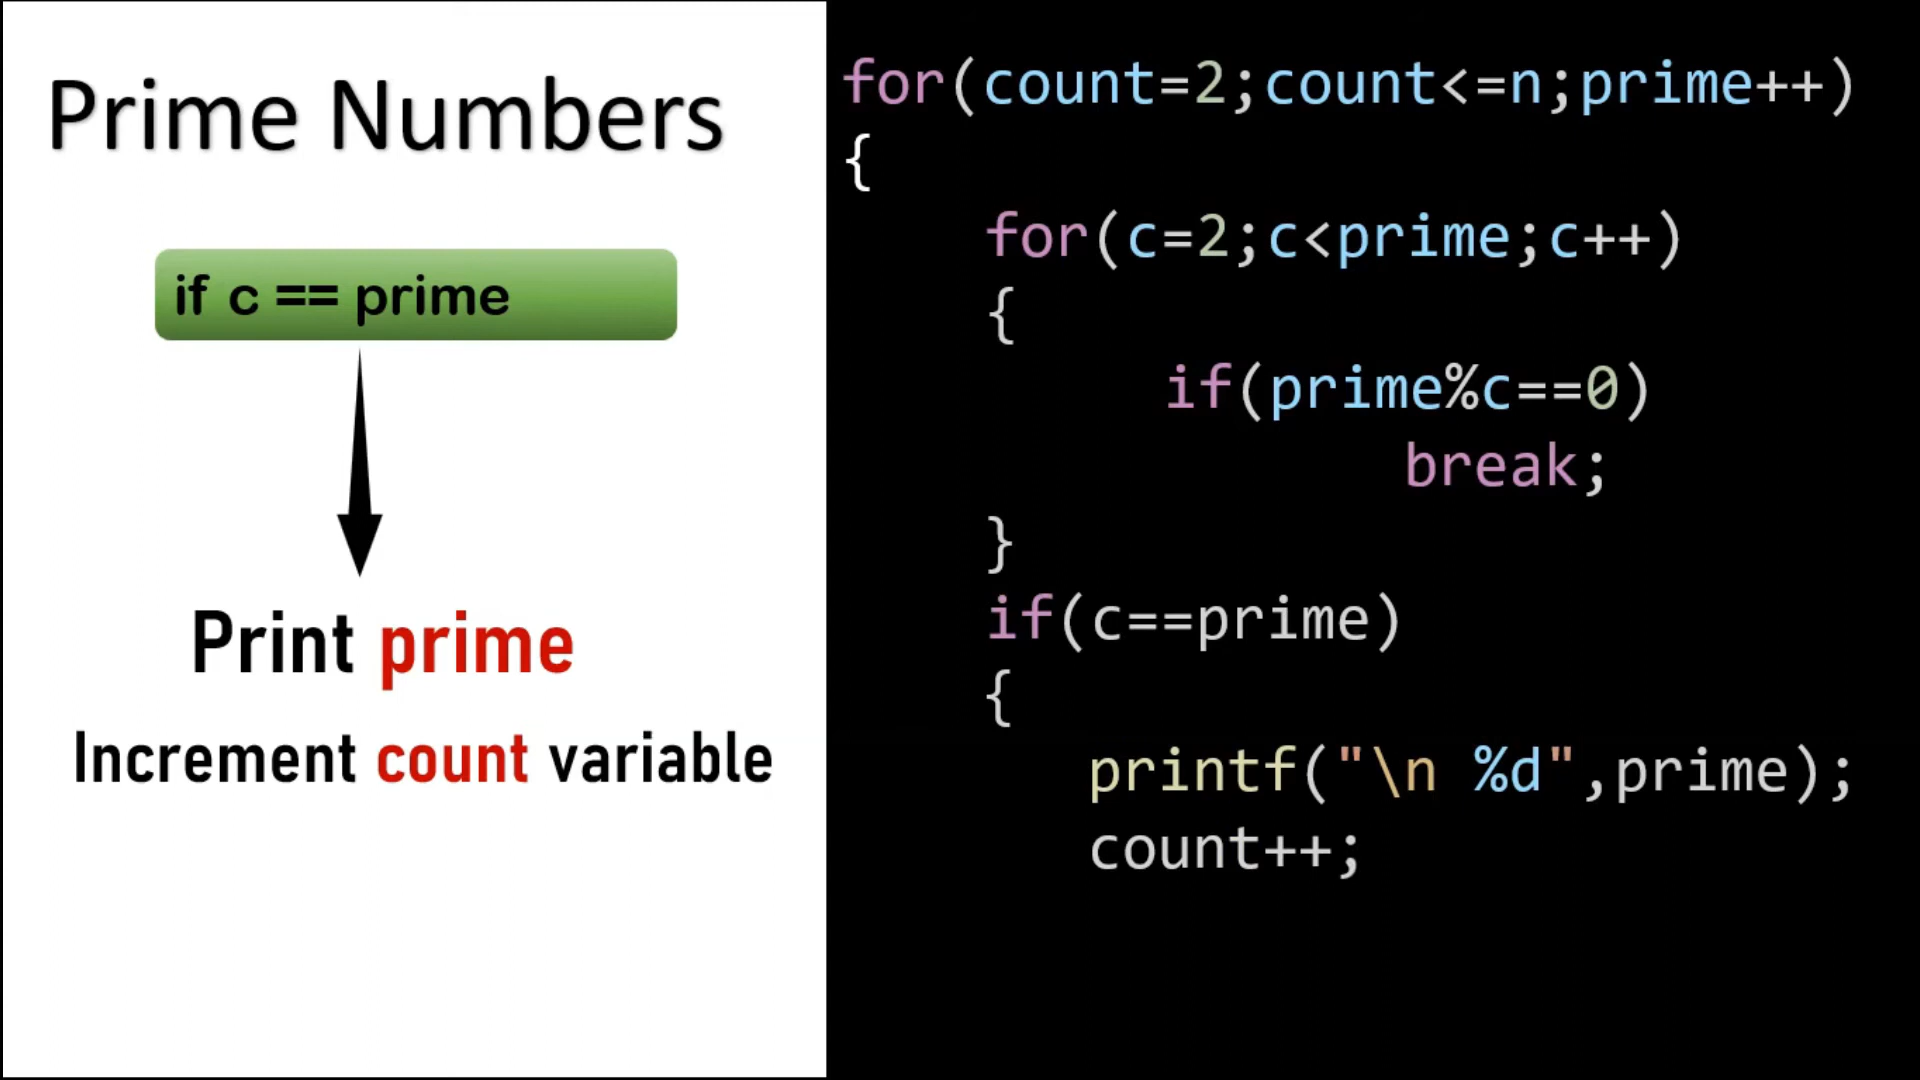 Prime Numbers
if c == prime
Print prime
Increment count variable
for(count=2;count<=n;prime++)
{
for(c=2;c<prime;c++)
{
if(prime%c==0)
break;
}
if(c==prime)
{
printf("\n %d",prime);
count++;